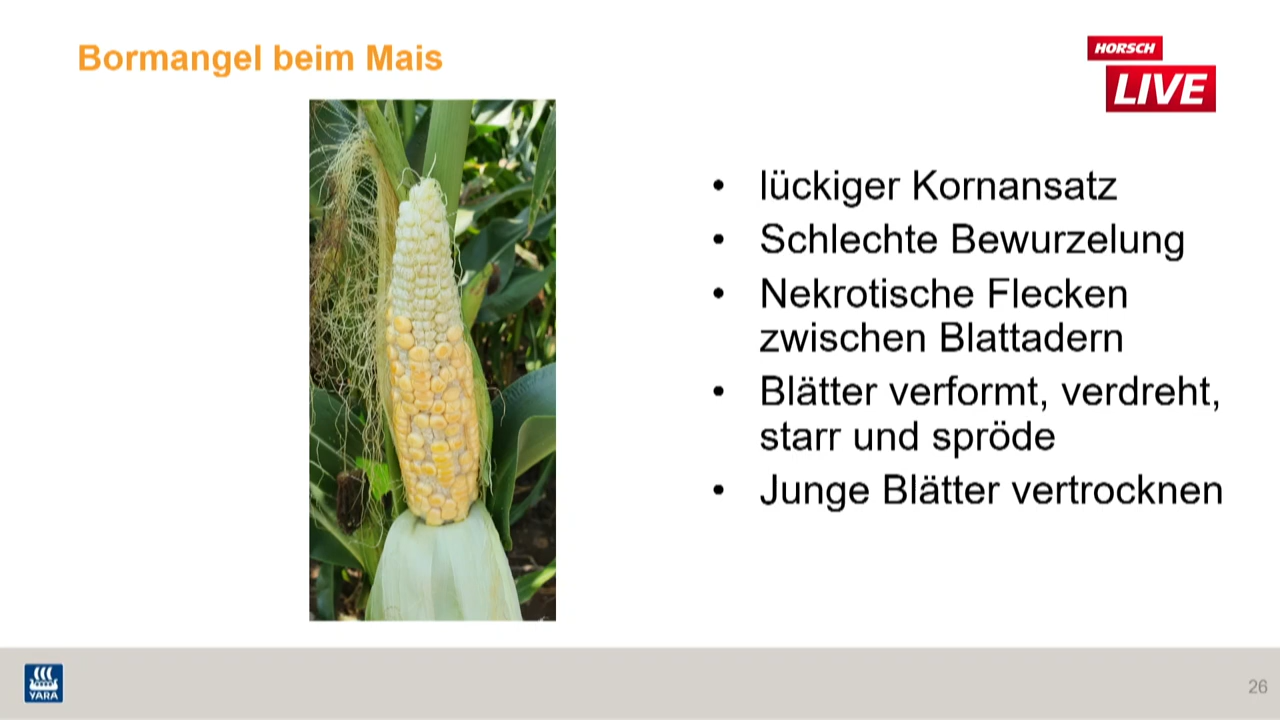 Bormangel beim Mais
HORSCH
LIVE
• lückiger Kornansatz
• Schlechte Bewurzelung
• Nekrotische Flecken
zwischen Blattadern
• Blätter verformt, verdreht,
starr und spröde
• Junge Blätter vertrocknen
YARA
26